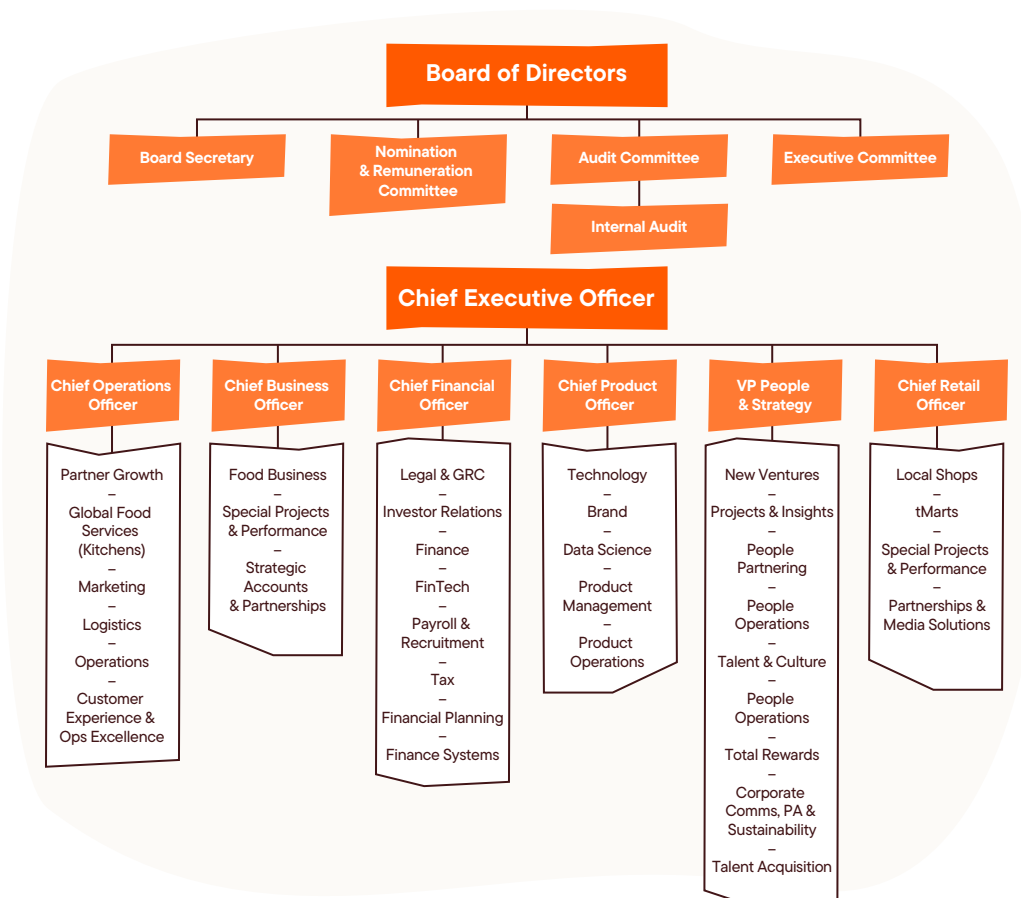 Board of Directors
Board Secretary
Nomination
& Remuneration
Committee
Audit Committee
Executive Committee
Internal Audit
Chief Executive Officer
Chief Operations
Officer
Chief Business
Officer
Chief Financial
Officer
Chief Product
Officer
VP People
& Strategy
Chief Retail
Officer
Partner Growth
–
Global Food
Services
(Kitchens)
–
Marketing
–
Logistics
–
Operations
–
Customer
Experience &
Ops Excellence
Food Business
–
Special Projects
& Performance
–
Strategic
Accounts
& Partnerships
Legal & GRC
–
Investor Relations
–
Finance
–
FinTech
–
Payroll &
Recruitment
–
Tax
–
Financial Planning
–
Finance Systems
Technology
–
Brand
–
Data Science
–
Product
Management
–
Product
Operations
New Ventures
–
Projects & Insights
–
People
Partnering
–
People
Operations
–
Talent & Culture
–
People
Operations
–
Total Rewards
–
Corporate
Comms, PA &
Sustainability
–
Talent Acquisition
Local Shops
–
tMarts
–
Special Projects
& Performance
–
Partnerships &
Media Solutions